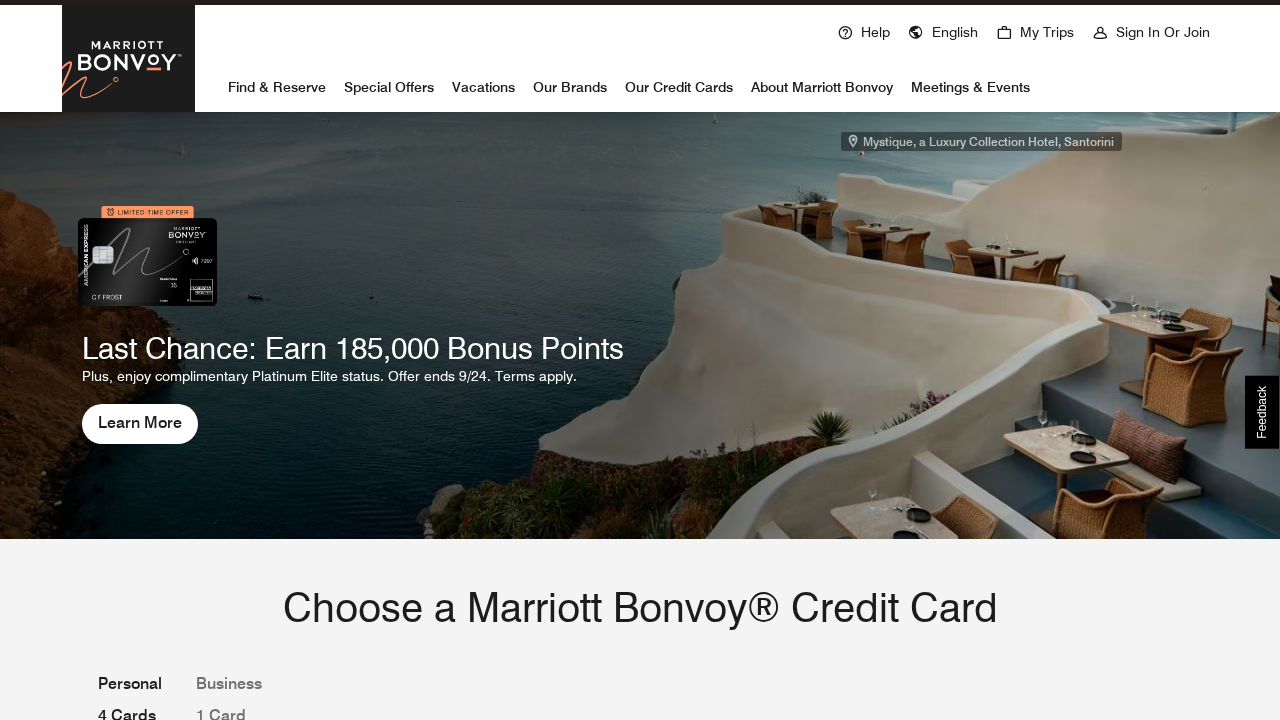 Help
English
My Trips
Sign In Or Join
MARRIOTT
BONVOY
Find & Reserve
Special Offers
Vacations
Our Brands
Our Credit Cards
About Marriott Bonvoy
Meetings & Events
Mystique, a Luxury Collection Hotel, Santorini
LIMITED-TIME OFFER
AMERICAN EXPRESS
MARRIOTT
BONVOY
C F FROST
Last Chance: Earn 185,000 Bonus Points
Plus, enjoy complimentary Platinum Elite status. Offer ends 9/24. Terms apply.
Learn More
Feedback
Choose a Marriott Bonvoy® Credit Card
Personal
Business
4 Cards
1 Card